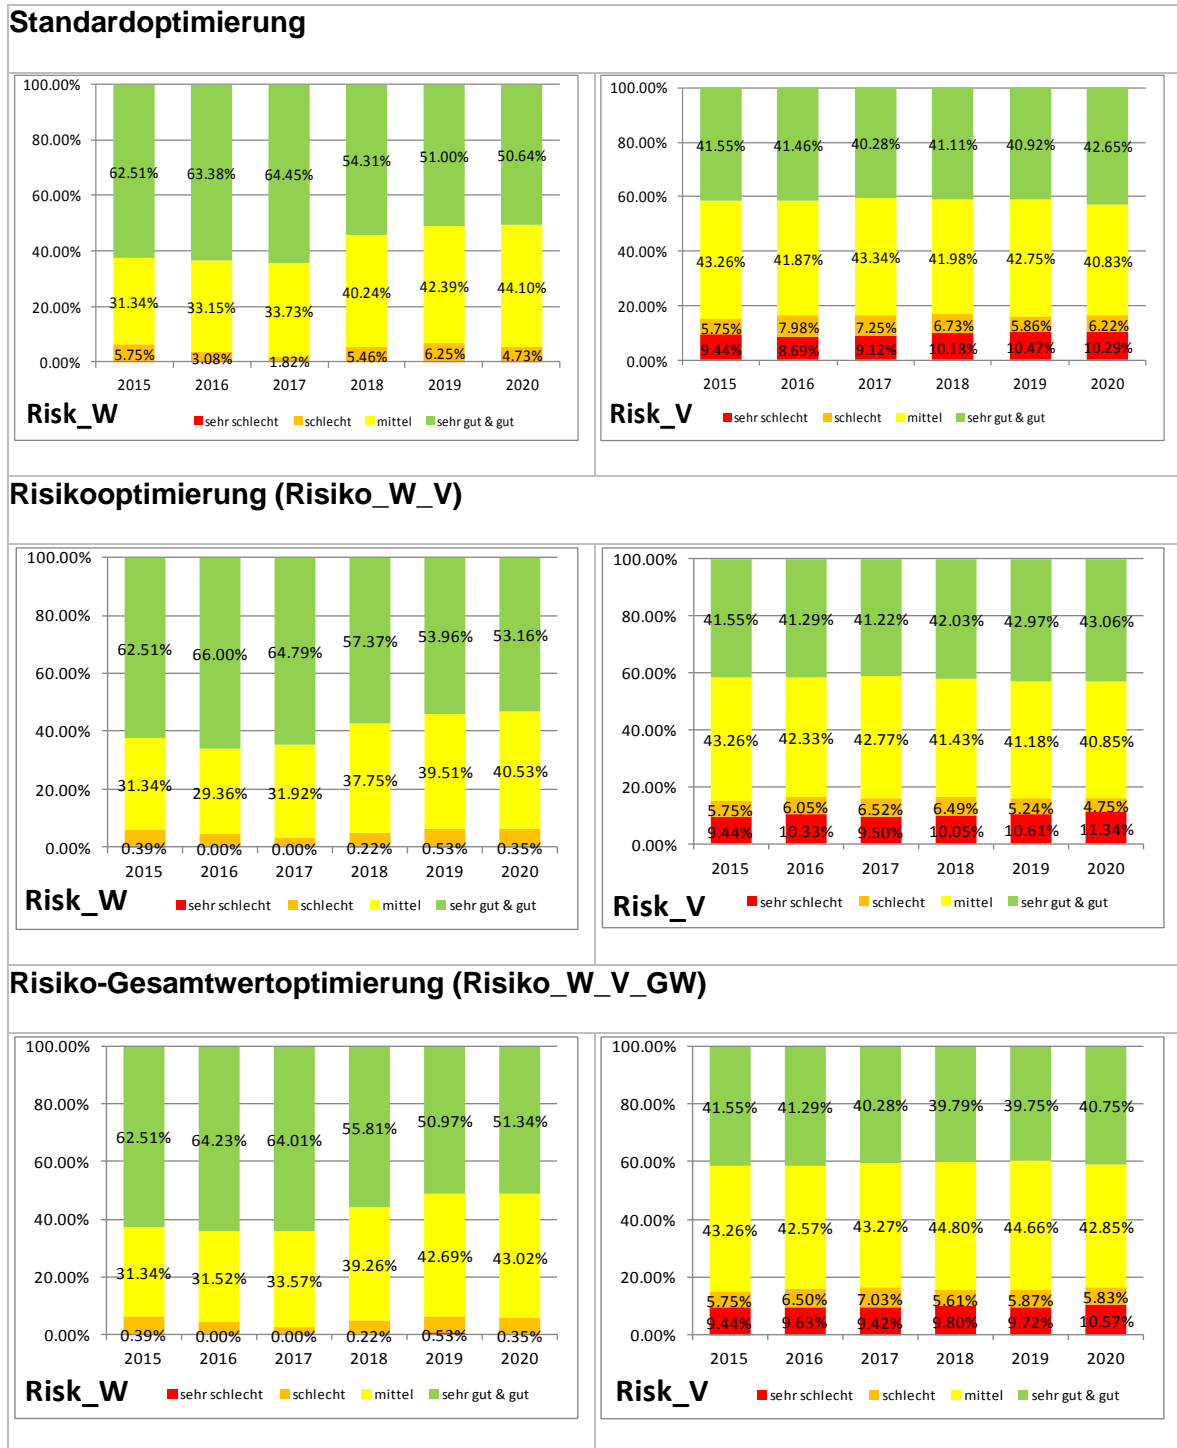 Standardoptimierung
100.00%
80.00%
60.00%
40.00%
20.00%
0.00%
62.51% 63.38% 64.45% 54.31% 51.00% 50.64%
31.34% 33.15% 33.73% 40.24% 42.39% 44.10%
5.75% 3.08% 1.82% 5.46% 6.25% 4.73%
2015 2016 2017 2018 2019 2020
Risk_W sehr schlecht schlecht mittel sehr gut & gut
100.00%
80.00%
60.00%
40.00%
20.00%
0.00%
41.55% 41.46% 40.28% 41.11% 40.92% 42.65%
43.26% 41.87% 43.34% 41.98% 42.75% 40.83%
5.75% 7.98% 7.25% 6.73% 5.86% 6.22%
9.44% 8.69% 9.12% 10.18% 10.47% 10.29%
2015 2016 2017 2018 2019 2020
Risk_V sehr schlecht schlecht mittel sehr gut & gut
Risikooptimierung (Risiko_W_V)
100.00%
80.00%
60.00%
40.00%
20.00%
0.00%
62.51% 66.00% 64.79% 57.37% 53.96% 53.16%
31.34% 29.36% 31.92% 37.75% 39.51% 40.53%
0.39% 0.00% 0.00% 0.22% 0.53% 0.35%
2015 2016 2017 2018 2019 2020
Risk_W sehr schlecht schlecht mittel sehr gut & gut
100.00%
80.00%
60.00%
40.00%
20.00%
0.00%
41.55% 41.29% 41.22% 42.03% 42.97% 43.06%
43.26% 42.33% 42.77% 41.43% 41.18% 40.85%
5.75% 6.05% 6.52% 6.49% 5.24% 4.75%
9.44% 10.33% 9.50% 10.05% 10.61% 11.34%
2015 2016 2017 2018 2019 2020
Risk_V sehr schlecht schlecht mittel sehr gut & gut
Risiko-Gesamtwertoptimierung (Risiko_W_V_GW)
100.00%
80.00%
60.00%
40.00%
20.00%
0.00%
62.51% 64.23% 64.01% 55.81% 50.97% 51.34%
31.34% 31.52% 33.57% 39.26% 42.69% 43.02%
0.39% 0.00% 0.00% 0.22% 0.53% 0.35%
2015 2016 2017 2018 2019 2020
Risk_W sehr schlecht schlecht mittel sehr gut & gut
100.00%
80.00%
60.00%
40.00%
20.00%
0.00%
41.55% 41.29% 40.28% 39.79% 39.75% 40.75%
43.26% 42.57% 43.27% 44.80% 44.66% 42.85%
5.75% 6.50% 7.03% 5.61% 5.87% 5.83%
9.44% 9.63% 9.42% 9.80% 9.72% 10.57%
2015 2016 2017 2018 2019 2020
Risk_V sehr schlecht schlecht mittel sehr gut & gut